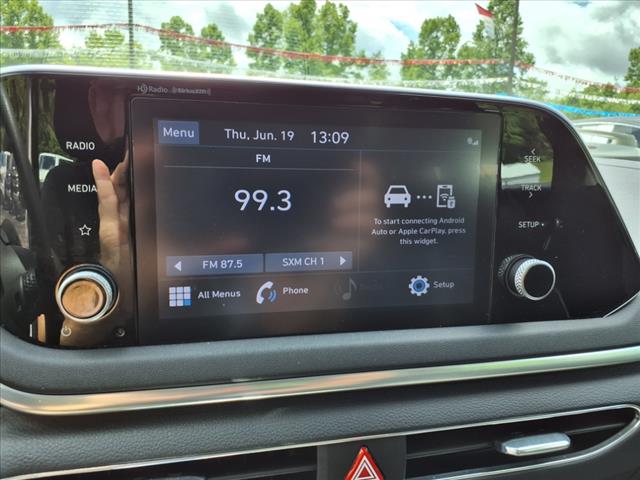 HD Radio SiriusXM
Menu Thu, Jun. 19 13:09
RADIO
MEDIA
FM
99.3
To start connecting Android
Auto or Apple CarPlay, press
this widget.
FM 87.5 SXM CH 1
All Menus Phone Setup
SEEK
TRACK
SETUP